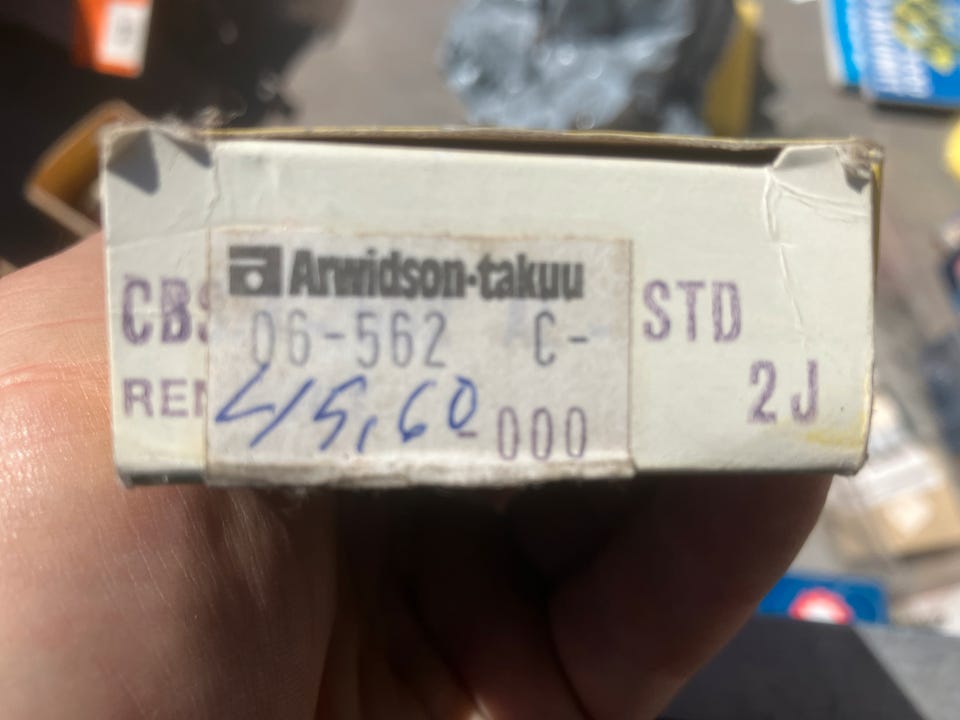 Arwidson-takuu
CBS 06-562 C- STD
REN 45,60 -000 2J